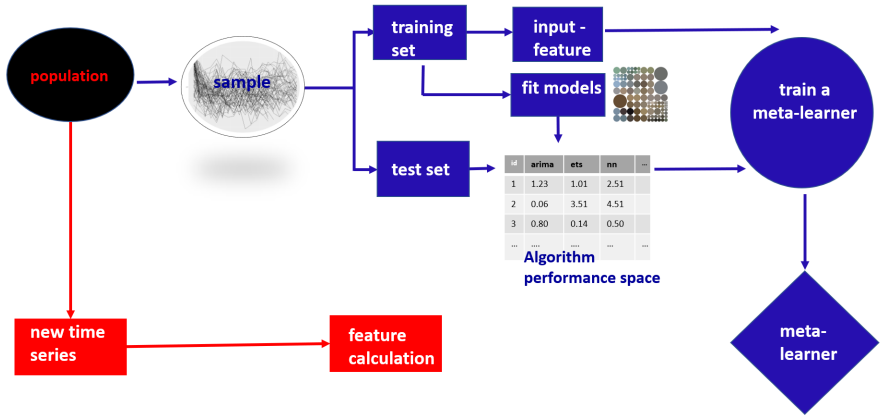 population
sample
training
set
input -
feature
fit models
train a
meta-learner
test set
id arima ets nn ...
1 1.23 1.01 2.51
2 0.06 3.51 4.51
3 0.80 0.14 0.50
... .... .... ... ...
Algorithm
performance space
new time
series
feature
calculation
meta-
learner